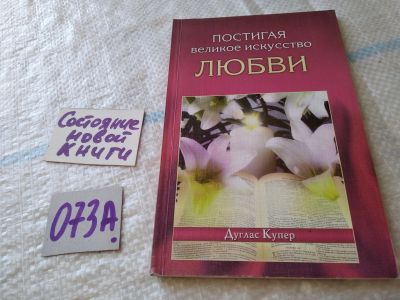 ПОСТИГАЯ
великое искусство
ЛЮБВИ
Дуглас Купер
Состояние
новой
книги
073А.